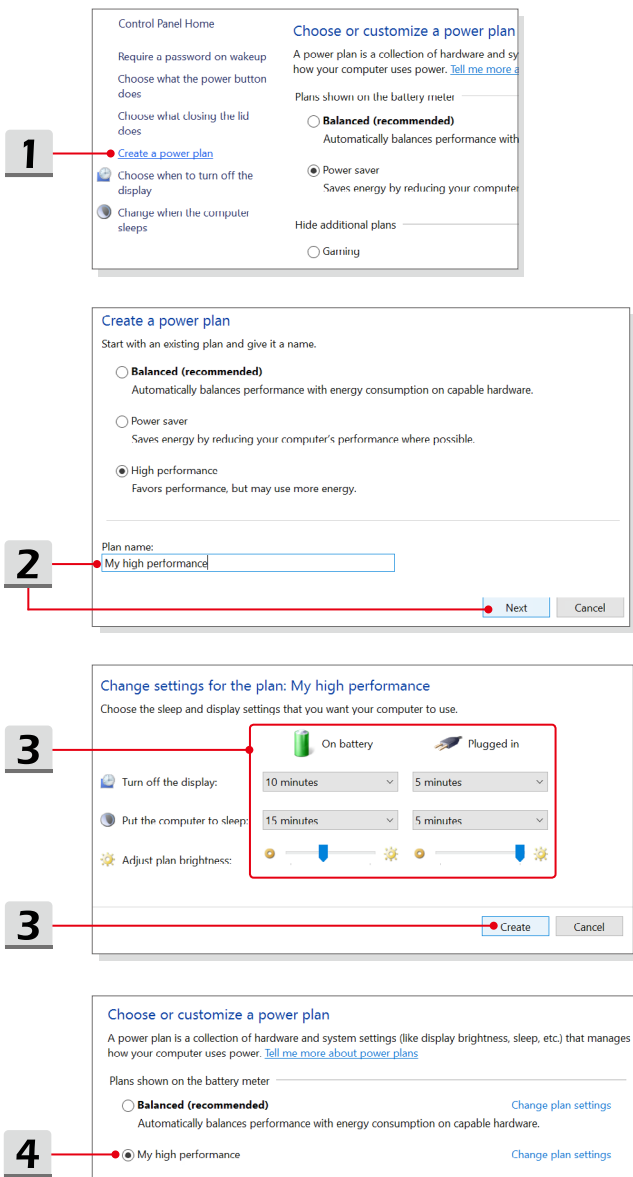 Control Panel Home
Require a password on wakeup
Choose what the power button
does
Choose what closing the lid
does
1
Create a power plan
Choose when to turn off the
display
Change when the computer
sleeps
Choose or customize a power plan
A power plan is a collection of hardware and sy
how your computer uses power. Tell me more a
Plans shown on the battery meter
Balanced (recommended)
Automatically balances performance with
Power saver
Saves energy by reducing your computer
Hide additional plans
Gaming
Create a power plan
Start with an existing plan and give it a name.
Balanced (recommended)
Automatically balances performance with energy consumption on capable hardware.
Power saver
Saves energy by reducing your computer's performance where possible.
High performance
Favors performance, but may use more energy.
Plan name:
2
My high performance
Next Cancel
Change settings for the plan: My high performance
Choose the sleep and display settings that you want your computer to use.
3
On battery Plugged in
Turn off the display: 10 minutes 5 minutes
Put the computer to sleep: 15 minutes 5 minutes
Adjust plan brightness:
3
Create Cancel
Choose or customize a power plan
A power plan is a collection of hardware and system settings (like display brightness, sleep, etc.) that manages
how your computer uses power. Tell me more about power plans
Plans shown on the battery meter
Balanced (recommended) Change plan settings
Automatically balances performance with energy consumption on capable hardware.
4
My high performance Change plan settings